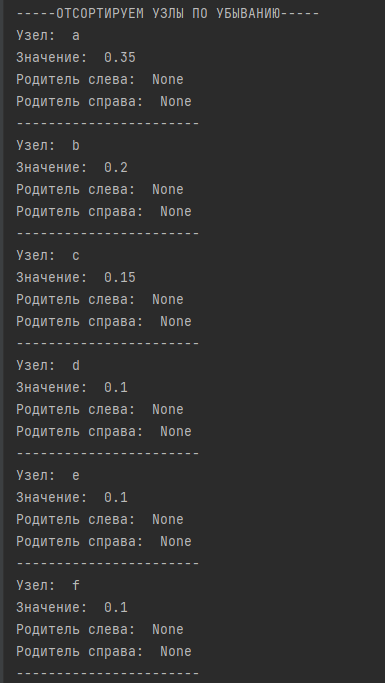 -----ОТСОРТИРУЕМ УЗЛЫ ПО УБЫВАНИЮ-----
Узел:  a
Значение:  0.35
Родитель слева:  None
Родитель справа:  None
-----------------------
Узел:  b
Значение:  0.2
Родитель слева:  None
Родитель справа:  None
-----------------------
Узел:  c
Значение:  0.15
Родитель слева:  None
Родитель справа:  None
-----------------------
Узел:  d
Значение:  0.1
Родитель слева:  None
Родитель справа:  None
-----------------------
Узел:  e
Значение:  0.1
Родитель слева:  None
Родитель справа:  None
-----------------------
Узел:  f
Значение:  0.1
Родитель слева:  None
Родитель справа:  None
-----------------------